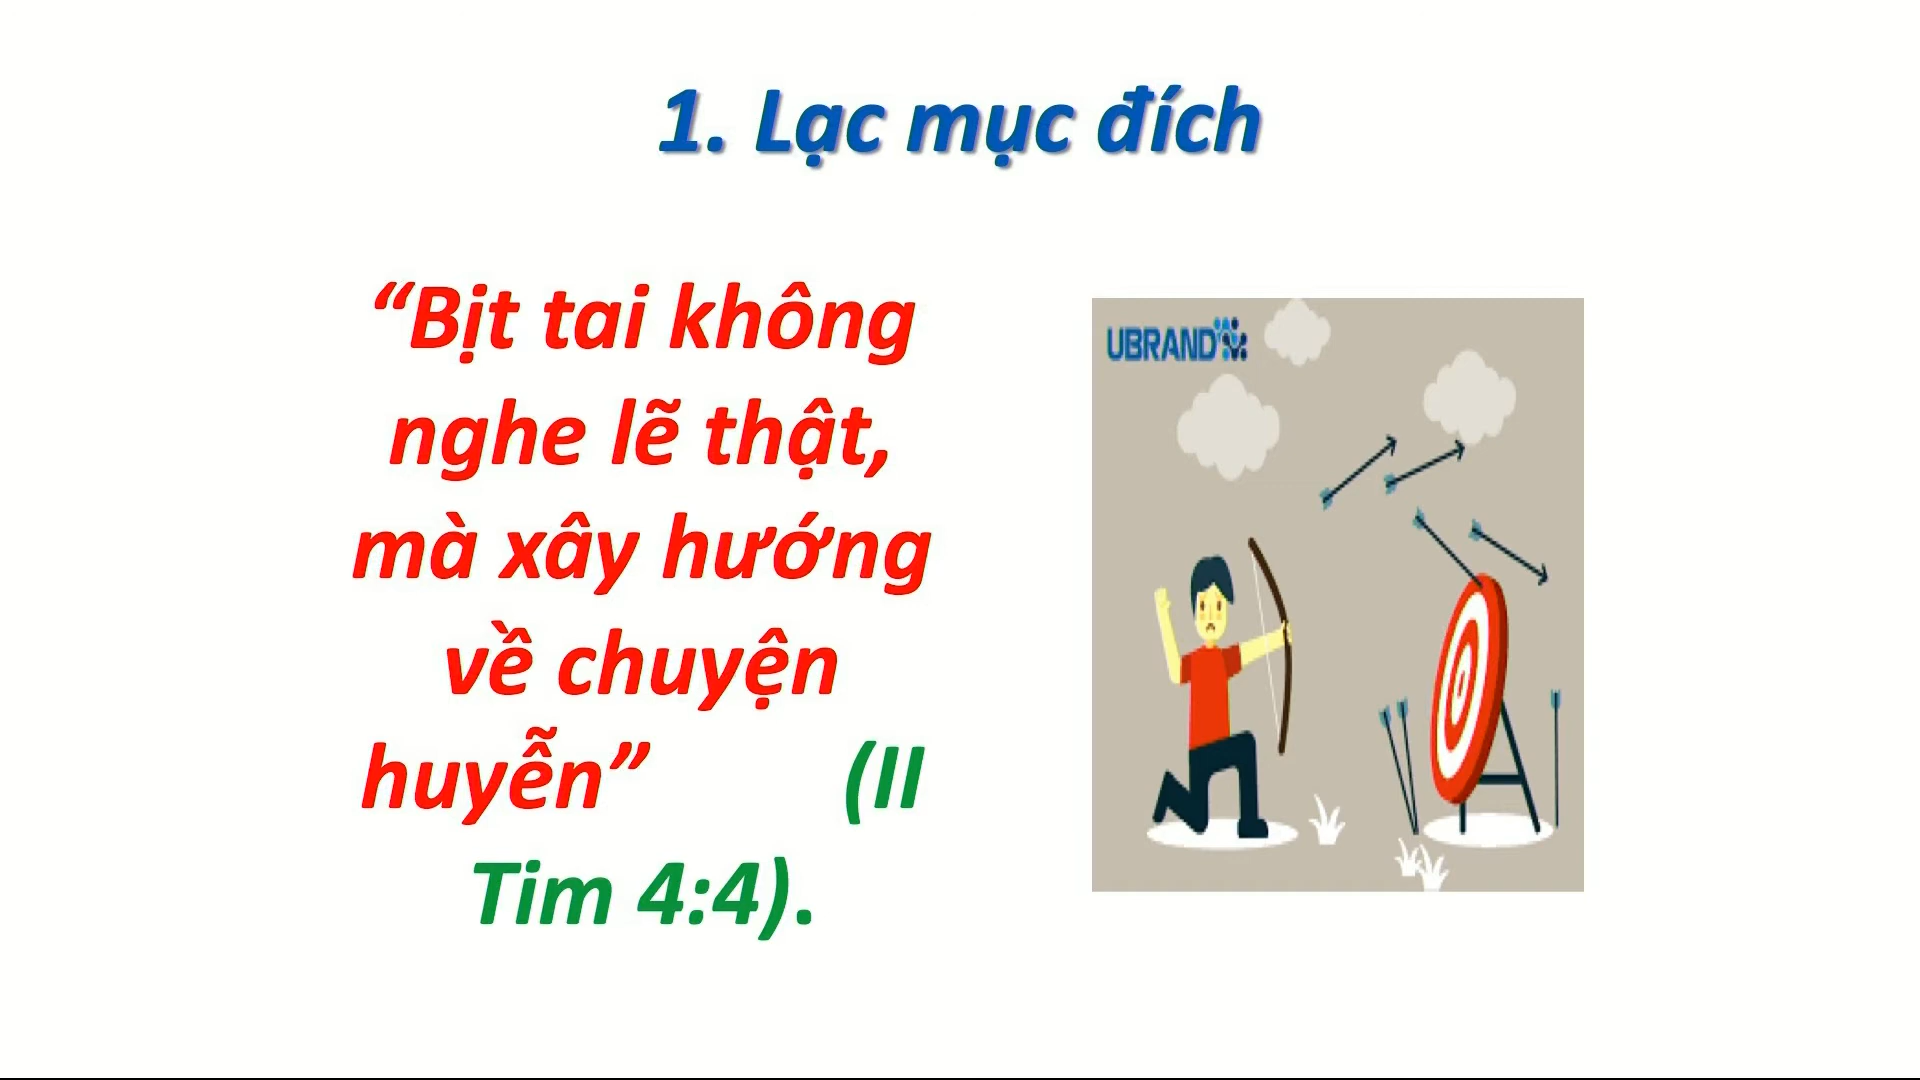 1. Lạc mục đích
“Bịt tai không
nghe lẽ thật,
mà xây hướng
về chuyện
huyễn” (II
Tim 4:4).
UBRAND